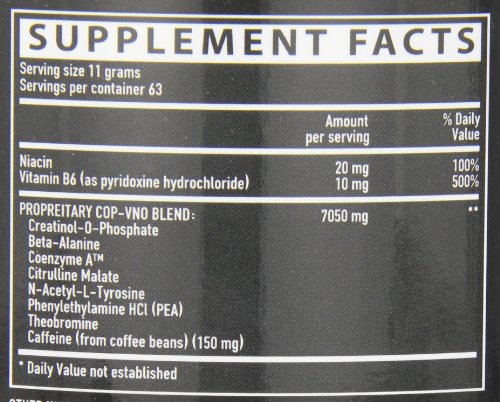 SUPPLEMENT FACTS
Serving size 11 grams
Servings per container 63
Amount per serving
% Daily Value
Niacin 20 mg 100%
Vitamin B6 (as pyridoxine hydrochloride) 10 mg 500%
PROPREITARY COP-VNO BLEND: 7050 mg **
Creatinol-O-Phosphate
Beta-Alanine
Coenzyme A™
Citrulline Malate
N-Acetyl-L-Tyrosine
Phenylethylamine HCl (PEA)
Theobromine
Caffeine (from coffee beans) (150 mg)
* Daily Value not established